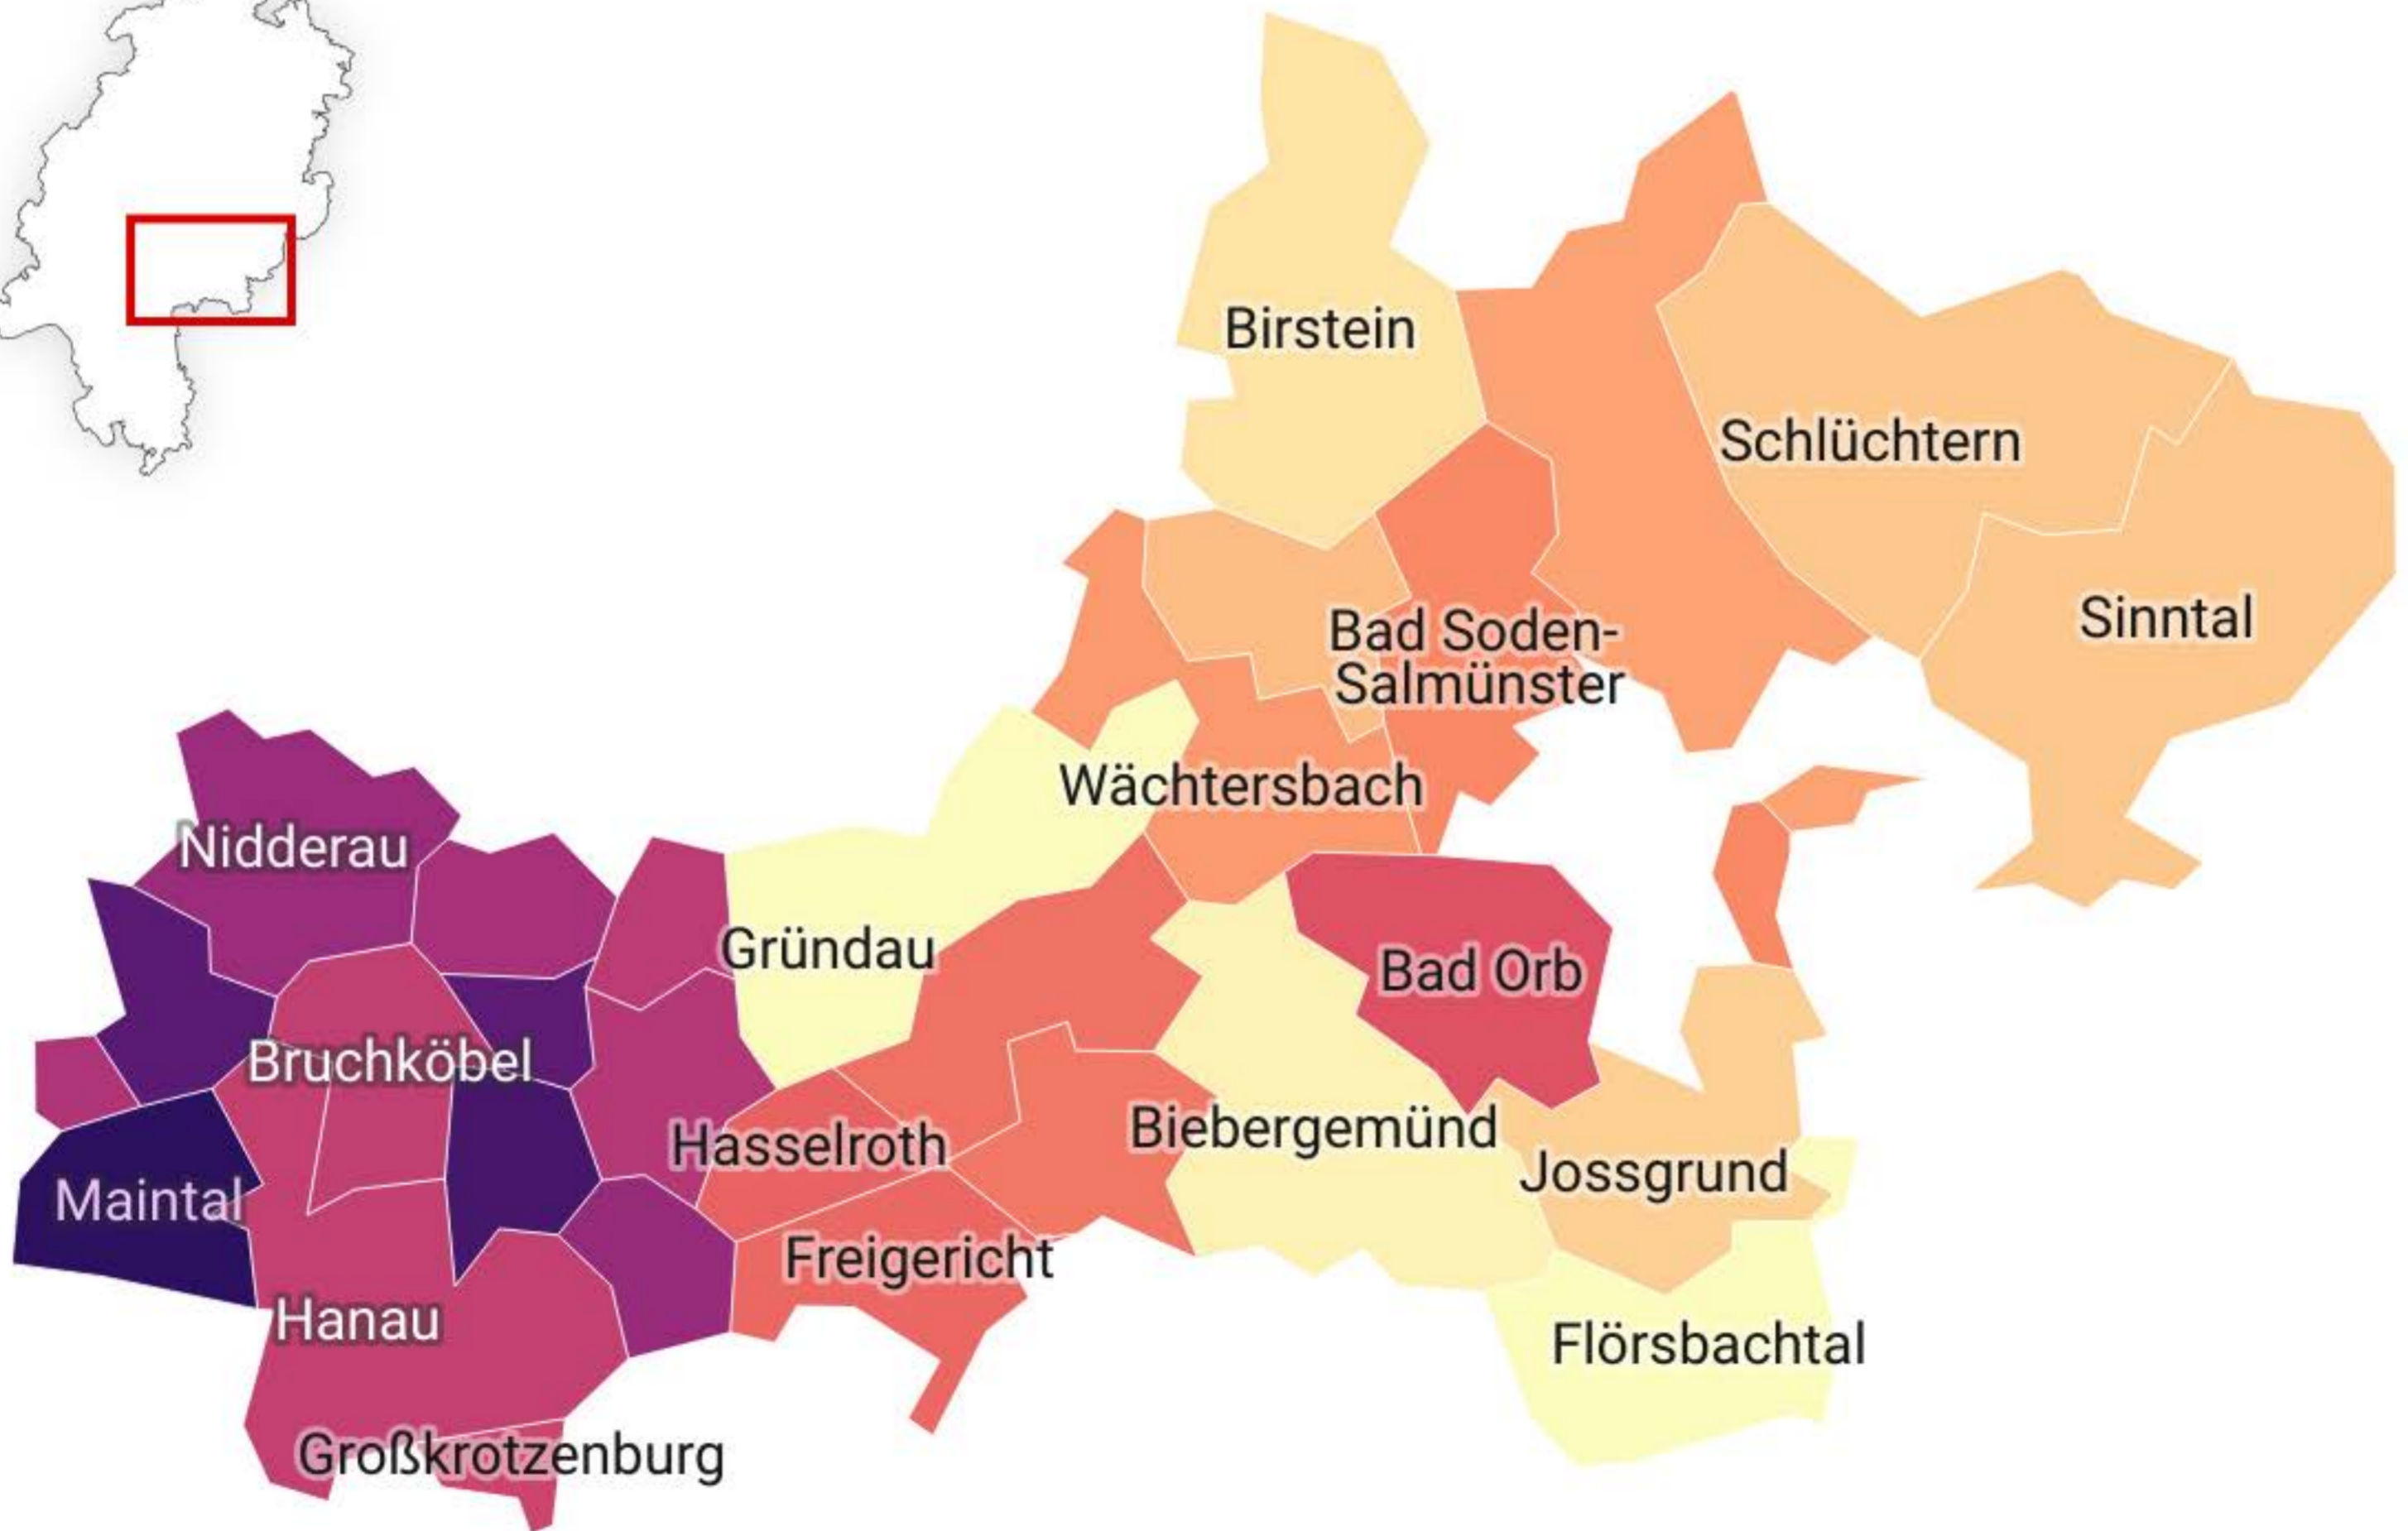 Birstein
Schlüchtern
Sinntal
Bad Soden-
Salmünster
Wächtersbach
Nidderau
Gründau
Bad Orb
Bruchköbel
Hasselroth
Biebergemünd
Jossgrund
Maintal
Freigericht
Hanau
Flörsbachtal
Großkrotzenburg